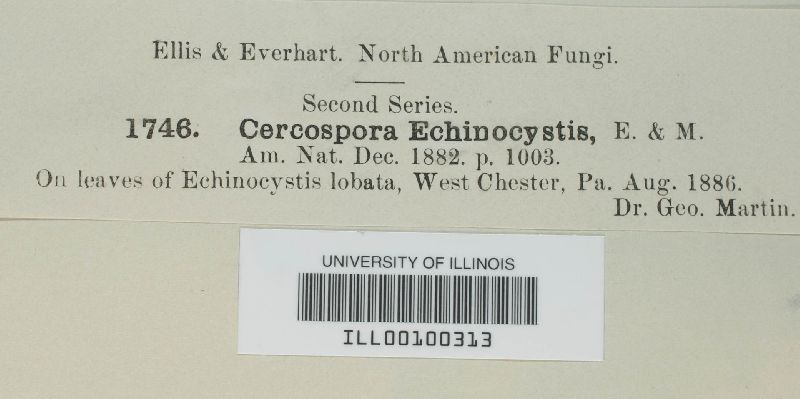 Ellis & Everhart. North American Fungi.
Second Series.
1746. Cercospora Echinocystis, E. & M.
Am. Nat. Dec. 1882. p. 1003.
On leaves of Echinocystis lobata, West Chester, Pa. Aug. 1886.
Dr. Geo. Martin.
UNIVERSITY OF ILLINOIS
ILL00100313